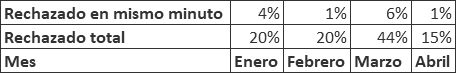 Rechazado en mismo minuto 4% 1% 6% 1%
Rechazado total 20% 20% 44% 15%
Mes Enero Febrero Marzo Abril